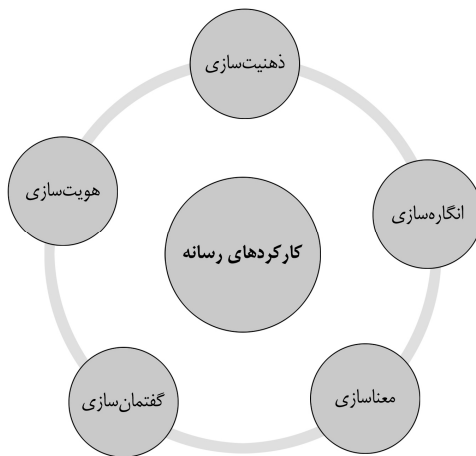 ذهنیت‌سازی
انگاره‌سازی
هویت‌سازی
کارکردهای رسانه
معناسازی
گفتمان‌سازی